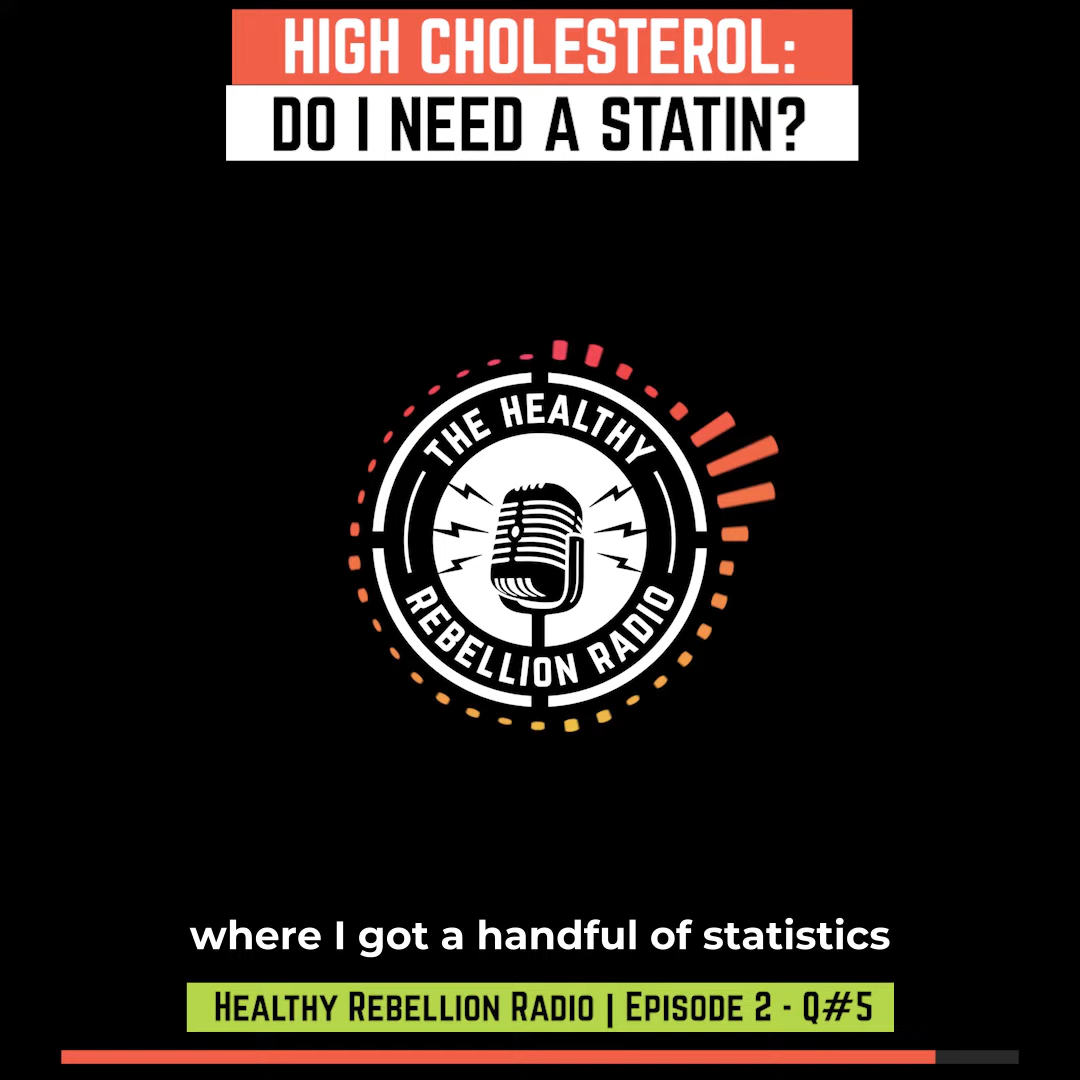 HIGH CHOLESTEROL:
DO I NEED A STATIN?
THE HEALTHY
REBELLION RADIO
where I got a handful of statistics
HEALTHY REBELLION RADIO | EPISODE 2 - Q#5